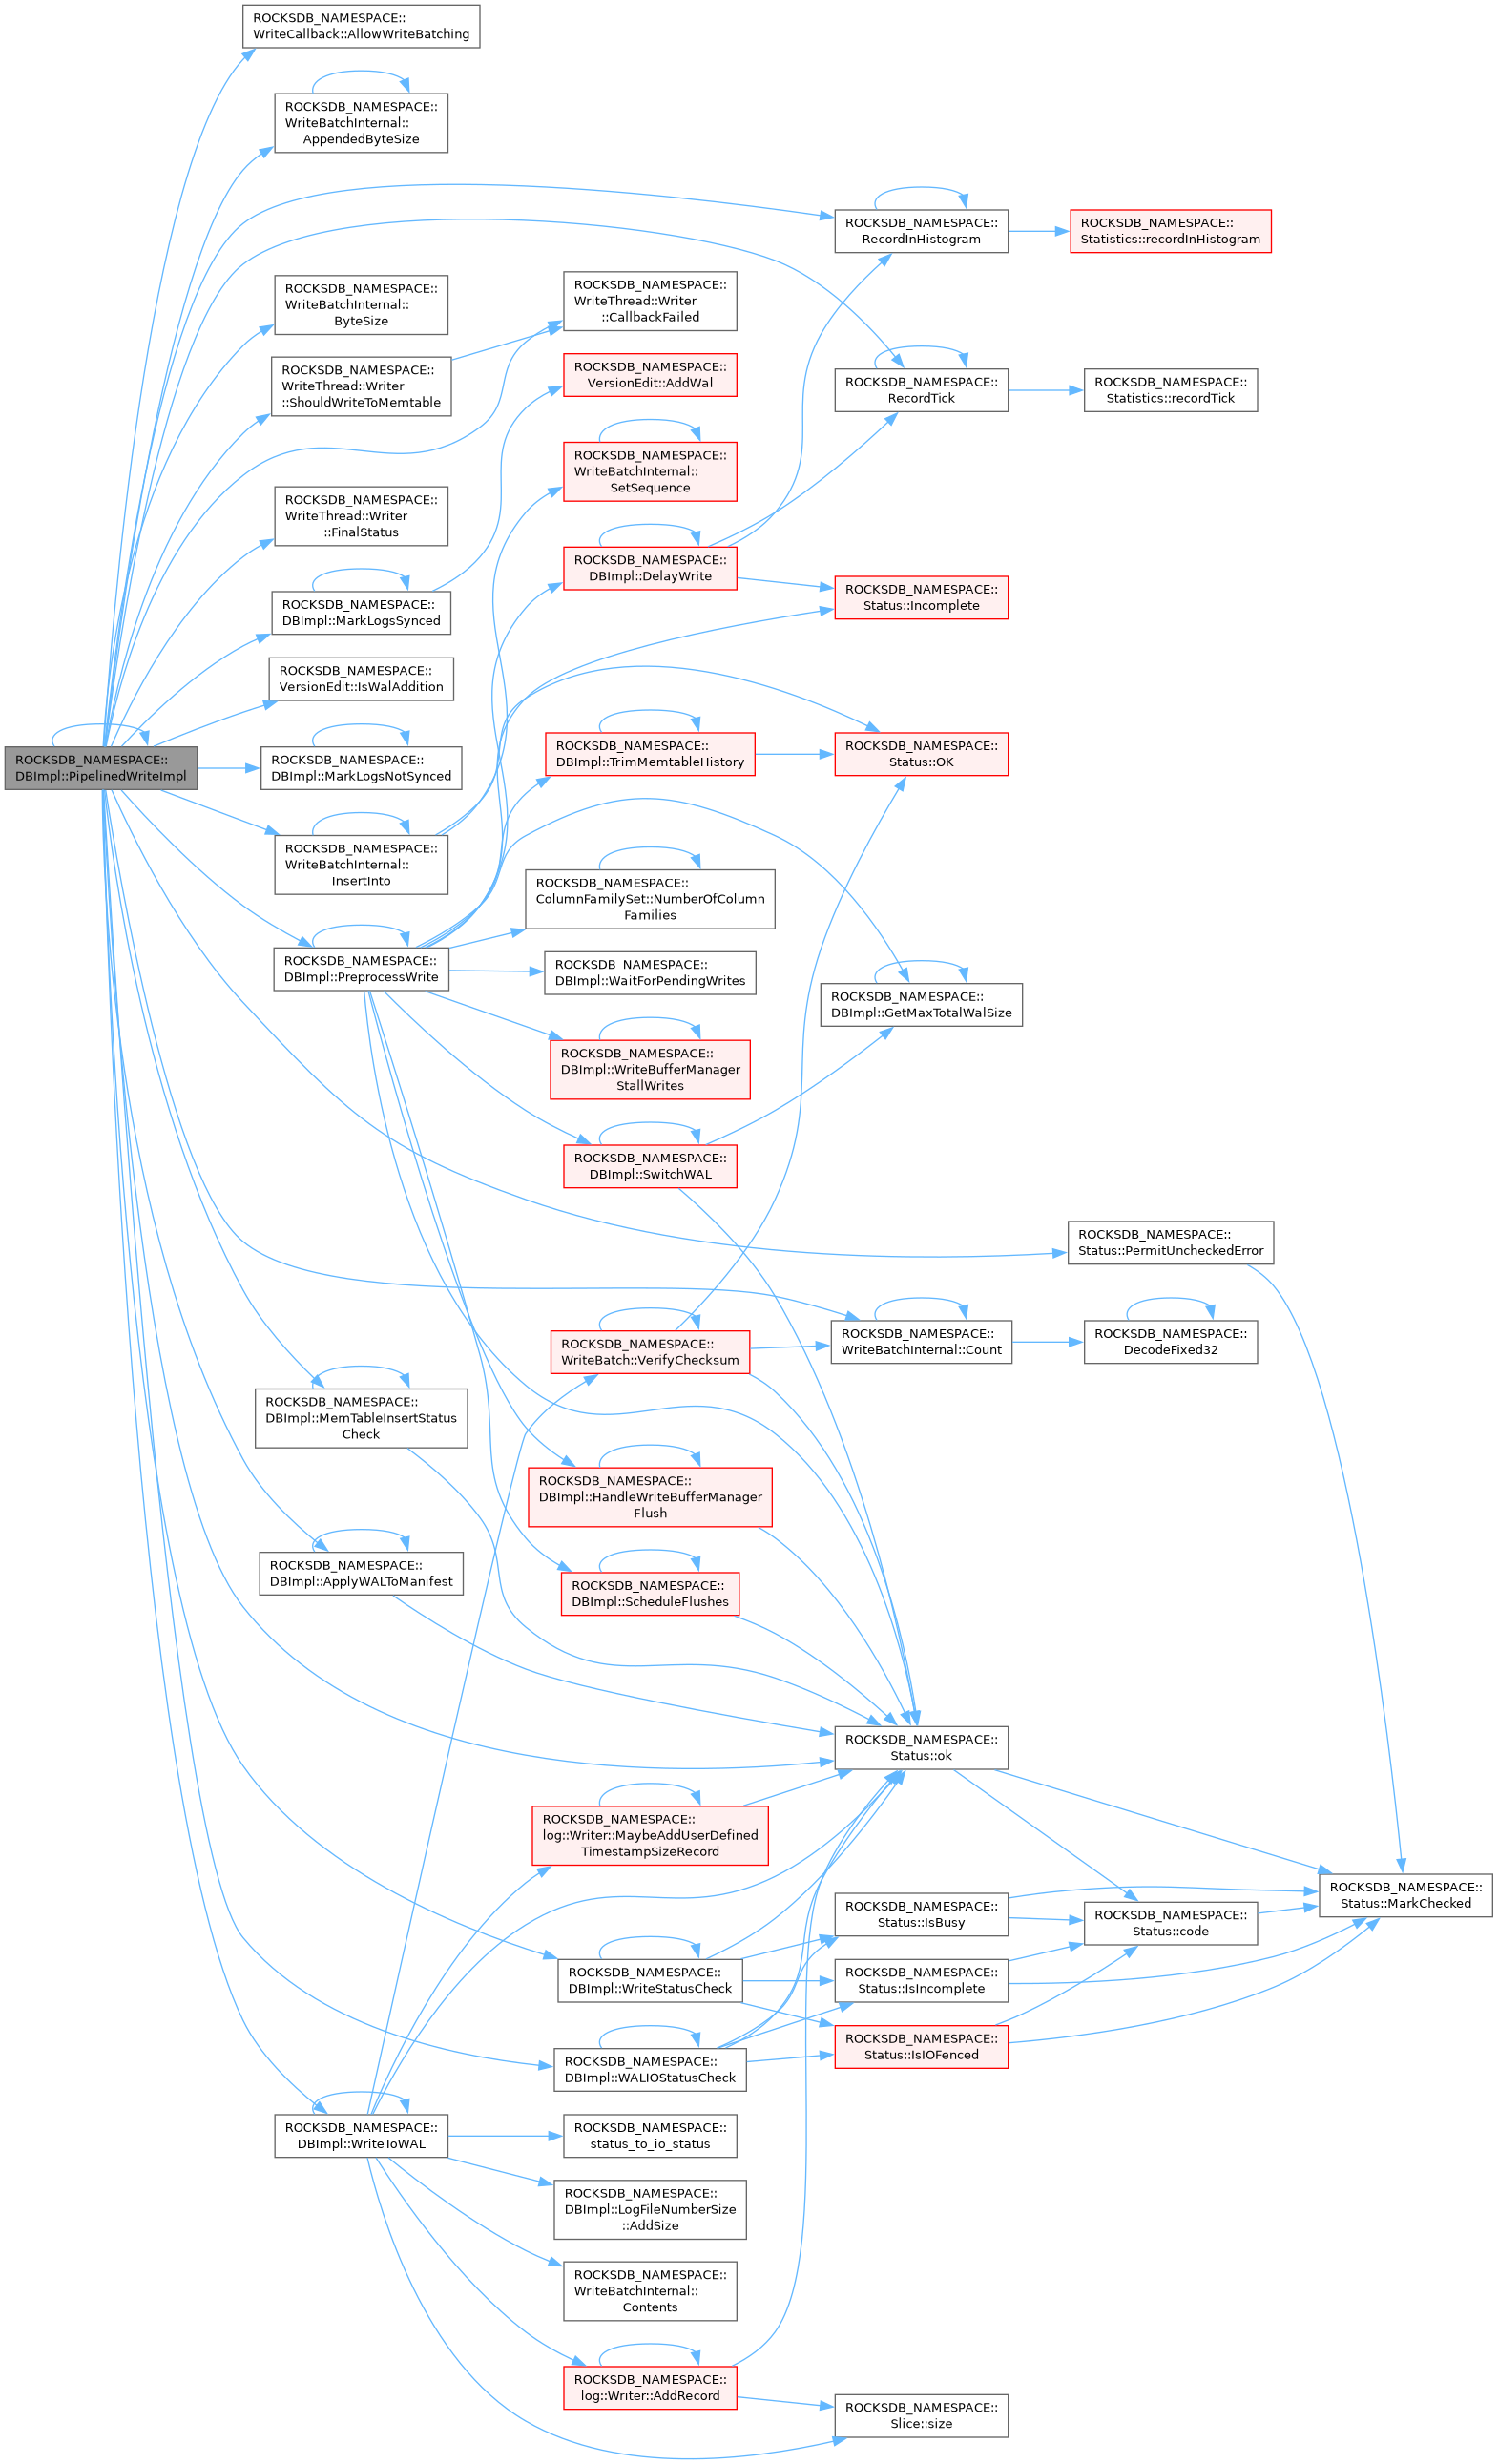 ROCKSDB_NAMESPACE::
WriteCallback::AllowWriteBatching
ROCKSDB_NAMESPACE::
WriteBatchInternal::
AppendedByteSize
ROCKSDB_NAMESPACE::
RecordInHistogram
ROCKSDB_NAMESPACE::
Statistics::recordInHistogram
ROCKSDB_NAMESPACE::
WriteBatchInternal::
ByteSize
ROCKSDB_NAMESPACE::
WriteThread::Writer
::CallbackFailed
ROCKSDB_NAMESPACE::
WriteThread::Writer
::ShouldWriteToMemtable
ROCKSDB_NAMESPACE::
VersionEdit::AddWal
ROCKSDB_NAMESPACE::
RecordTick
ROCKSDB_NAMESPACE::
Statistics::recordTick
ROCKSDB_NAMESPACE::
WriteBatchInternal::
SetSequence
ROCKSDB_NAMESPACE::
WriteThread::Writer
::FinalStatus
ROCKSDB_NAMESPACE::
DBImpl::DelayWrite
ROCKSDB_NAMESPACE::
Status::Incomplete
ROCKSDB_NAMESPACE::
DBImpl::MarkLogsSynced
ROCKSDB_NAMESPACE::
VersionEdit::IsWalAddition
ROCKSDB_NAMESPACE::
DBImpl::PipelinedWriteImpl
ROCKSDB_NAMESPACE::
DBImpl::MarkLogsNotSynced
ROCKSDB_NAMESPACE::
DBImpl::TrimMemtableHistory
ROCKSDB_NAMESPACE::
Status::OK
ROCKSDB_NAMESPACE::
WriteBatchInternal::
InsertInto
ROCKSDB_NAMESPACE::
ColumnFamilySet::NumberOfColumn
Families
ROCKSDB_NAMESPACE::
DBImpl::PreprocessWrite
ROCKSDB_NAMESPACE::
DBImpl::WaitForPendingWrites
ROCKSDB_NAMESPACE::
DBImpl::GetMaxTotalWalSize
ROCKSDB_NAMESPACE::
DBImpl::WriteBufferManager
StallWrites
ROCKSDB_NAMESPACE::
DBImpl::SwitchWAL
ROCKSDB_NAMESPACE::
Status::PermitUncheckedError
ROCKSDB_NAMESPACE::
WriteBatch::VerifyChecksum
ROCKSDB_NAMESPACE::
WriteBatchInternal::Count
ROCKSDB_NAMESPACE::
DecodeFixed32
ROCKSDB_NAMESPACE::
DBImpl::MemTableInsertStatus
Check
ROCKSDB_NAMESPACE::
DBImpl::HandleWriteBufferManager
Flush
ROCKSDB_NAMESPACE::
DBImpl::ApplyWALToManifest
ROCKSDB_NAMESPACE::
DBImpl::ScheduleFlushes
ROCKSDB_NAMESPACE::
Status::ok
ROCKSDB_NAMESPACE::
log::Writer::MaybeAddUserDefined
TimestampSizeRecord
ROCKSDB_NAMESPACE::
Status::MarkChecked
ROCKSDB_NAMESPACE::
Status::IsBusy
ROCKSDB_NAMESPACE::
Status::code
ROCKSDB_NAMESPACE::
DBImpl::WriteStatusCheck
ROCKSDB_NAMESPACE::
Status::IsIncomplete
ROCKSDB_NAMESPACE::
Status::IsIOFenced
ROCKSDB_NAMESPACE::
DBImpl::WALIOStatusCheck
ROCKSDB_NAMESPACE::
DBImpl::WriteToWAL
ROCKSDB_NAMESPACE::
status_to_io_status
ROCKSDB_NAMESPACE::
DBImpl::LogFileNumberSize
::AddSize
ROCKSDB_NAMESPACE::
WriteBatchInternal::
Contents
ROCKSDB_NAMESPACE::
log::Writer::AddRecord
ROCKSDB_NAMESPACE::
Slice::size